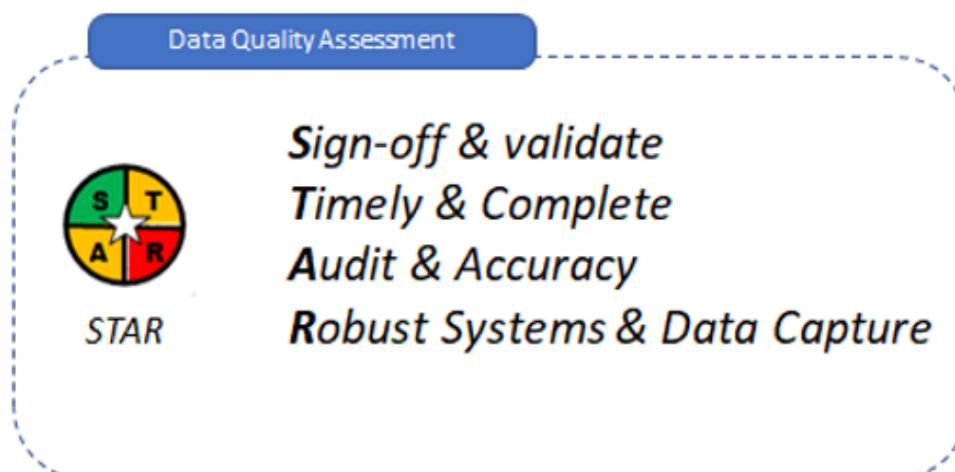 Data Quality Assessment
Sign-off & validate
Timely & Complete
Audit & Accuracy
Robust Systems & Data Capture
S T
A R
STAR